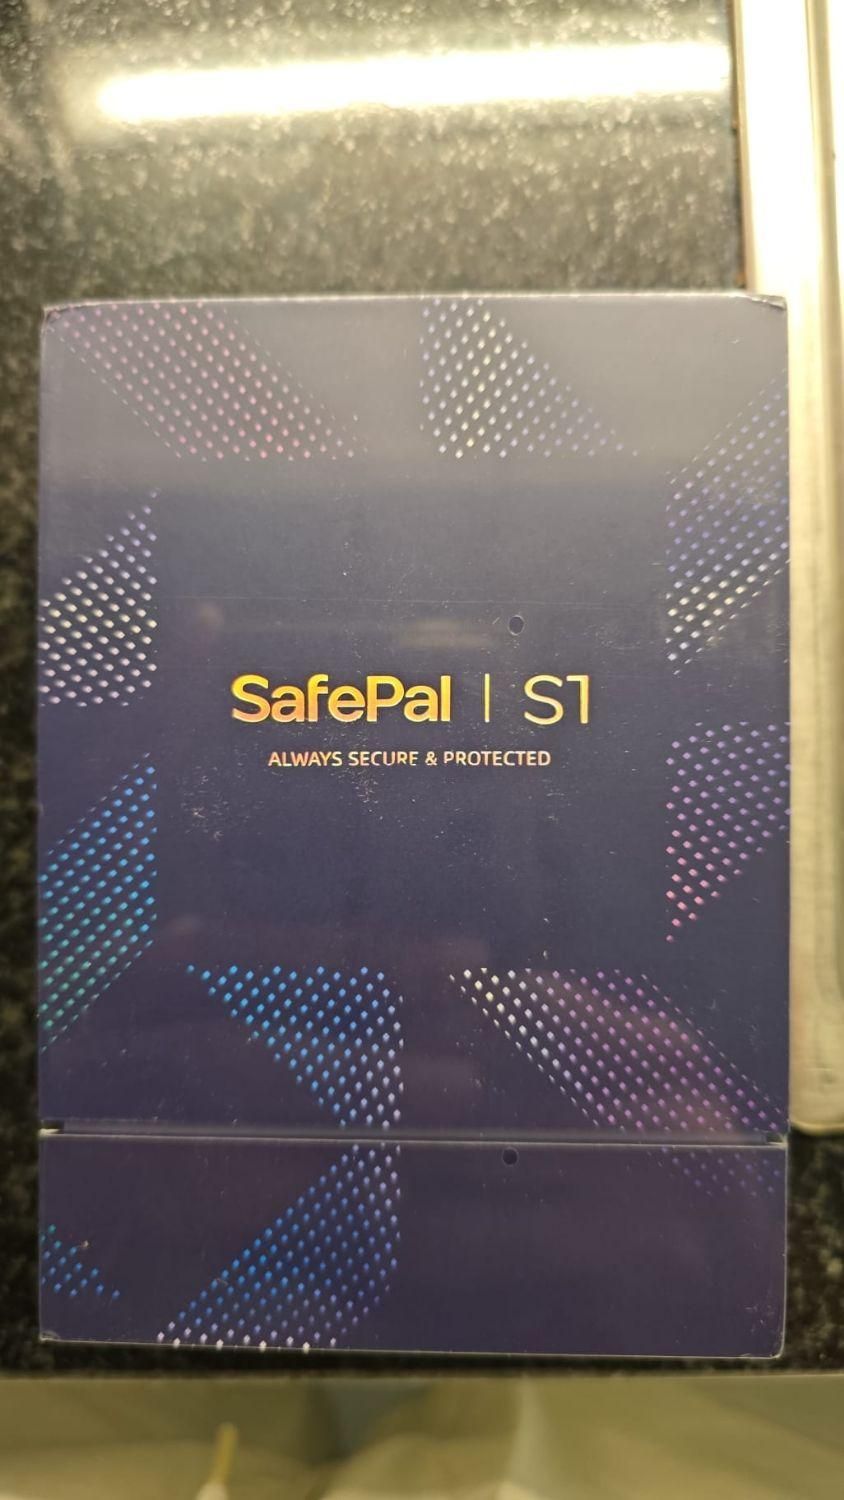 SafePal | S1
ALWAYS SECURE & PROTECTED